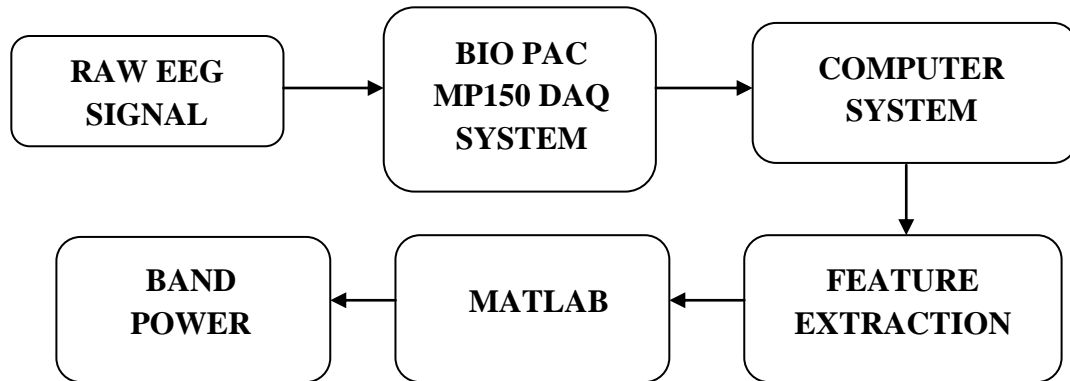 RAW EEG
SIGNAL
BIO PAC
MP150 DAQ
SYSTEM
COMPUTER
SYSTEM
FEATURE
EXTRACTION
MATLAB
BAND
POWER